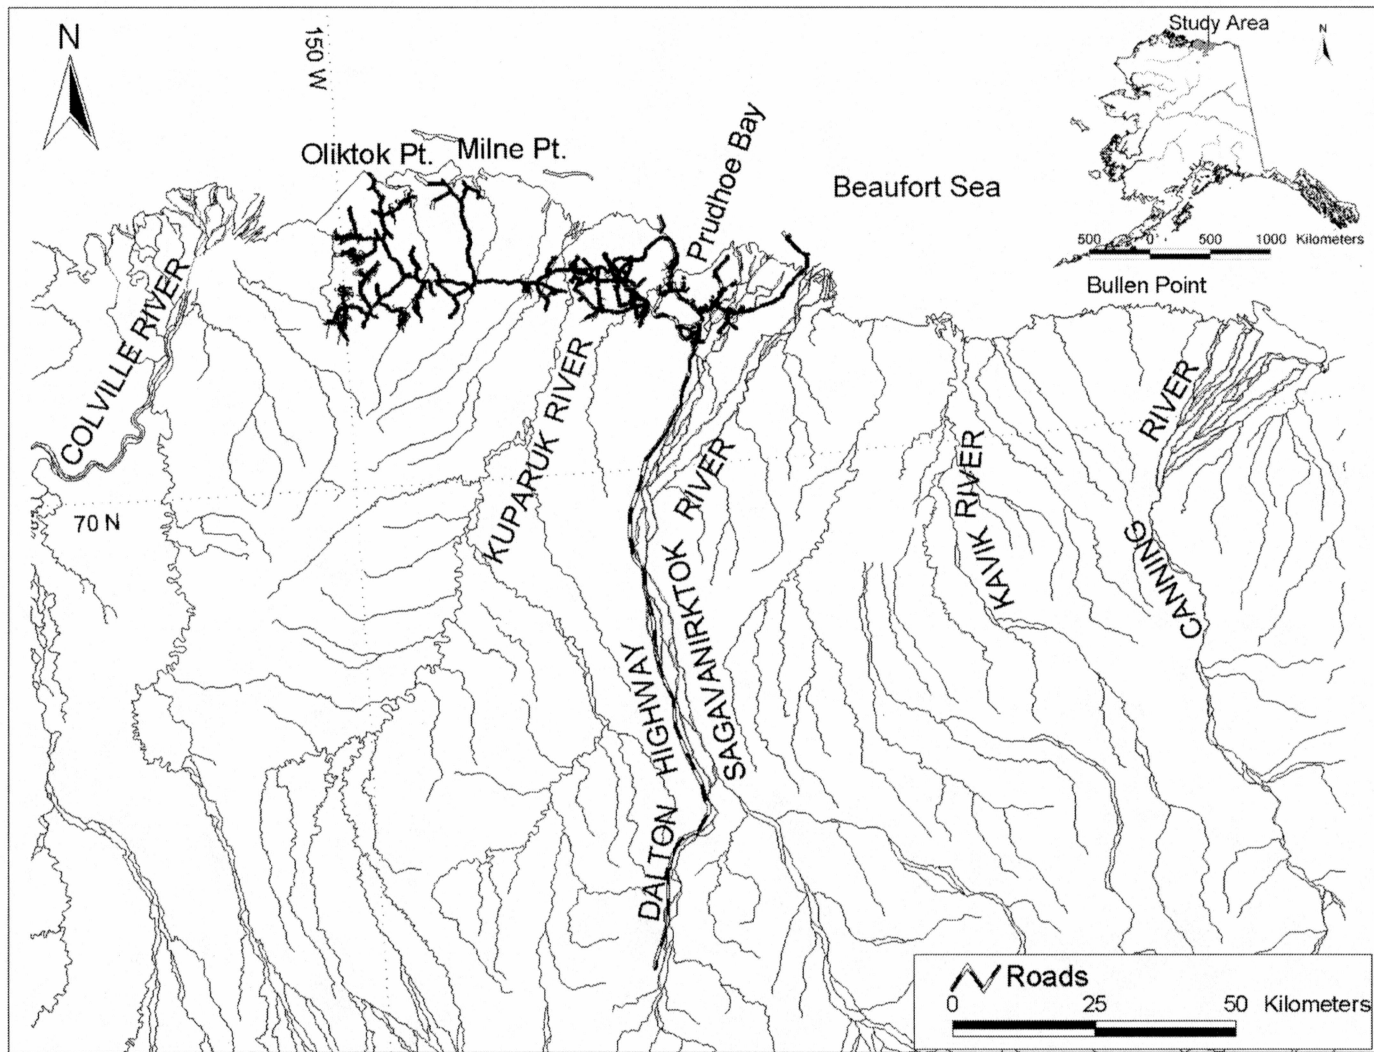 N
150 W
Study Area
N
Oliktok Pt.
Milne Pt.
Prudhoe Bay
Beaufort Sea
500 0 500 1000 Kilometers
Bullen Point
COLVILLE RIVER
KUPARUK RIVER
SAGAVANIRKTOK RIVER
KAVIK RIVER
CANNING RIVER
70 N
DALTON HIGHWAY
Roads
0 25 50 Kilometers